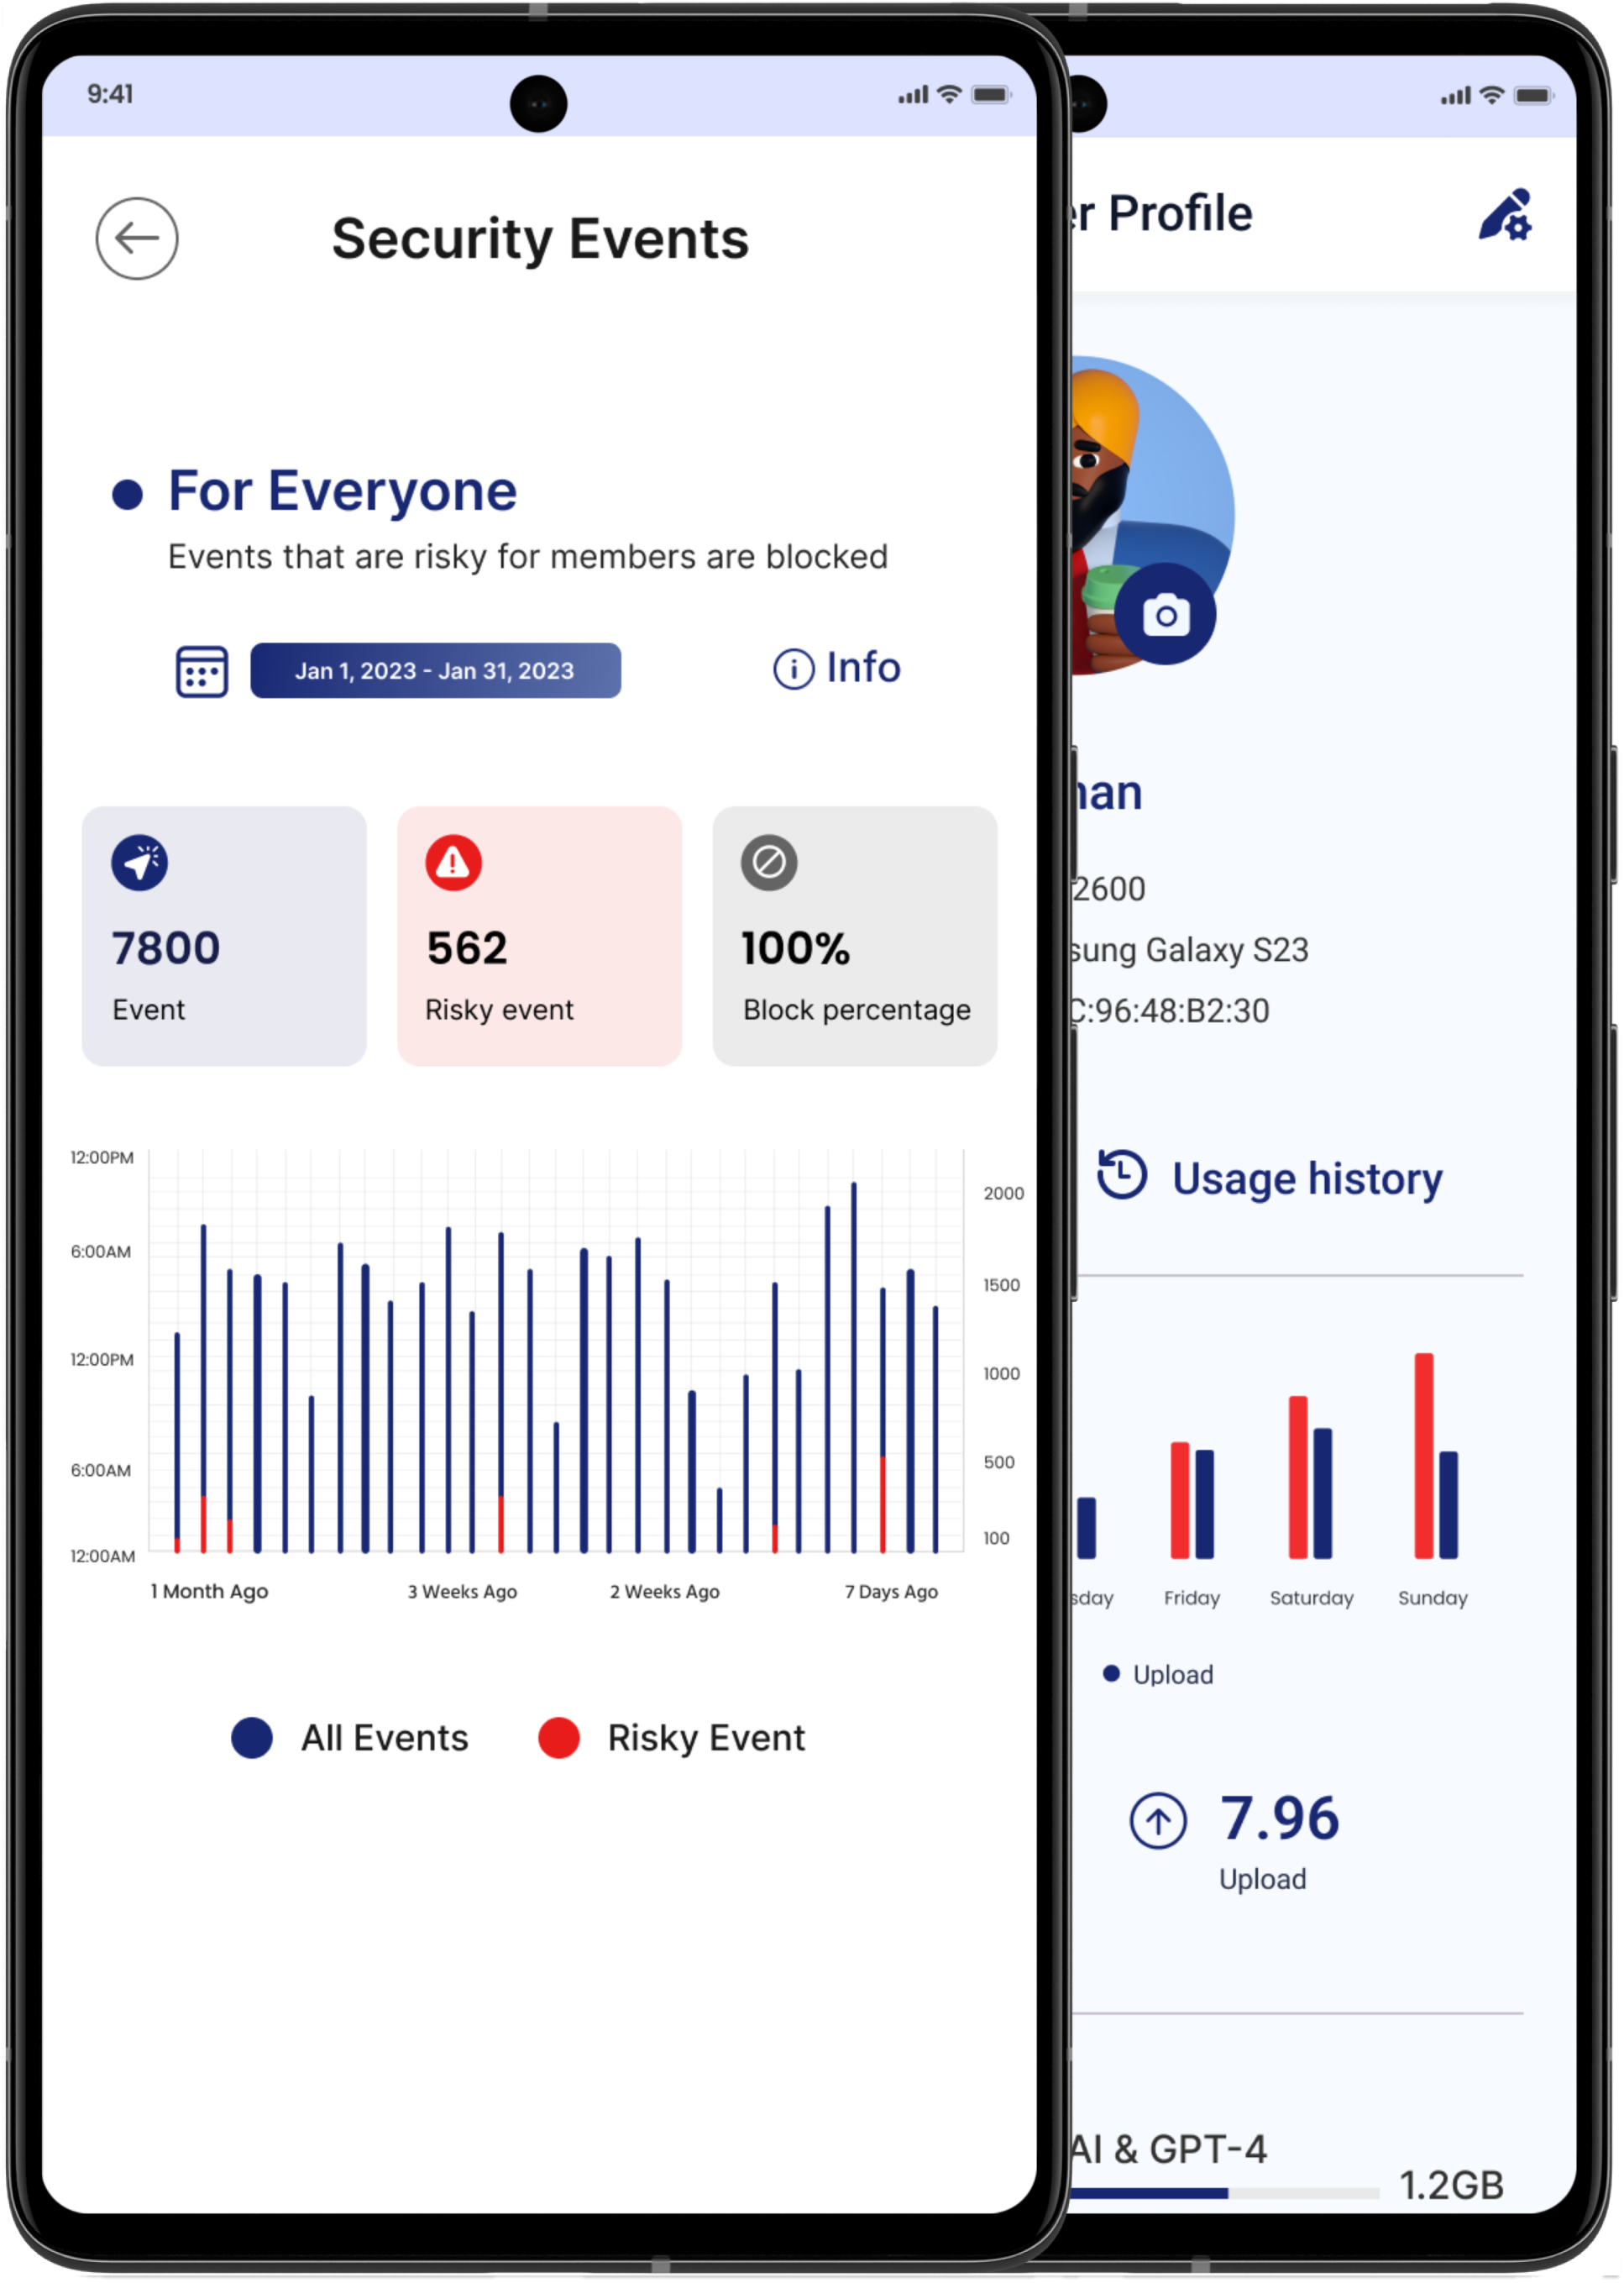 9:41
Security Events
For Everyone
Events that are risky for members are blocked
Jan 1, 2023 - Jan 31, 2023
Info
7800
Event
562
Risky event
100%
Block percentage
12:00PM
6:00AM
12:00PM
6:00AM
12:00AM
2000
1500
1000
500
100
1 Month Ago
3 Weeks Ago
2 Weeks Ago
7 Days Ago
All Events
Risky Event
Profile
2600
Galaxy S23
:96:48:B2:30
Usage history
Friday
Saturday
Sunday
Upload
7.96
Upload
AI & GPT-4
1.2GB